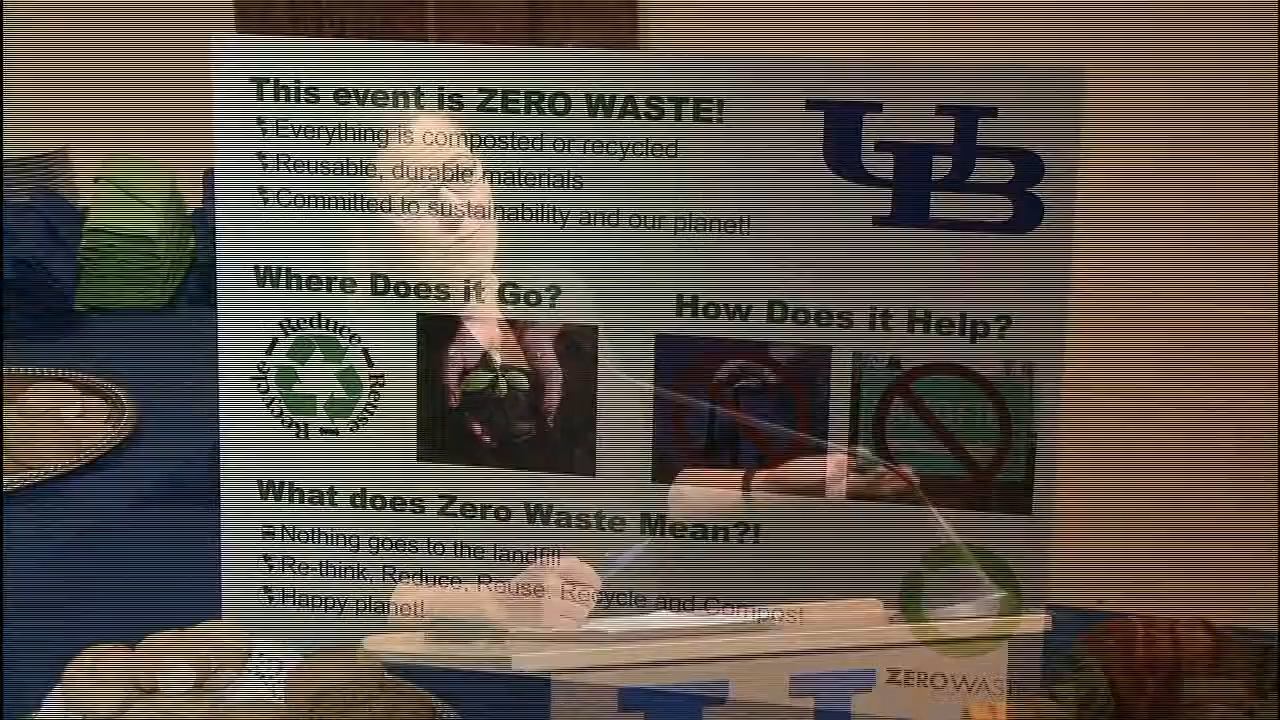 This event is ZERO WASTE!
Everything is composted or recycled
Reusable, durable materials
Committed to sustainability and our planet!
UB
Where Does it Go?
How Does it Help?
Reduce
Reuse
Recycle
What does Zero Waste Mean?!
Nothing goes to the landfill
Re-think, Reduce, Reuse, Recycle and Compost
Happy planet!
ZEROWASTE